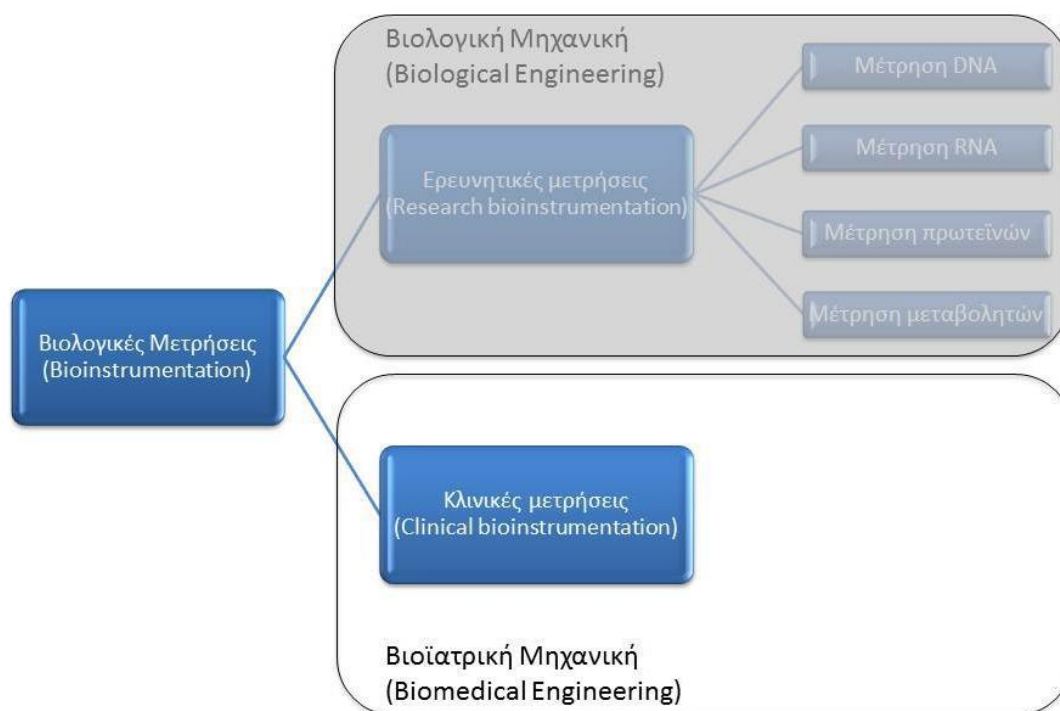 Βιολογική Μηχανική
(Biological Engineering)
Μέτρηση DNA
Μέτρηση RNA
Μέτρηση πρωτεϊνών
Μέτρηση μεταβολητών
Ερευνητικές μετρήσεις
(Research bioinstrumentation)
Βιολογικές Μετρήσεις
(Bioinstrumentation)
Κλινικές μετρήσεις
(Clinical bioinstrumentation)
Βιοϊατρική Μηχανική
(Biomedical Engineering)